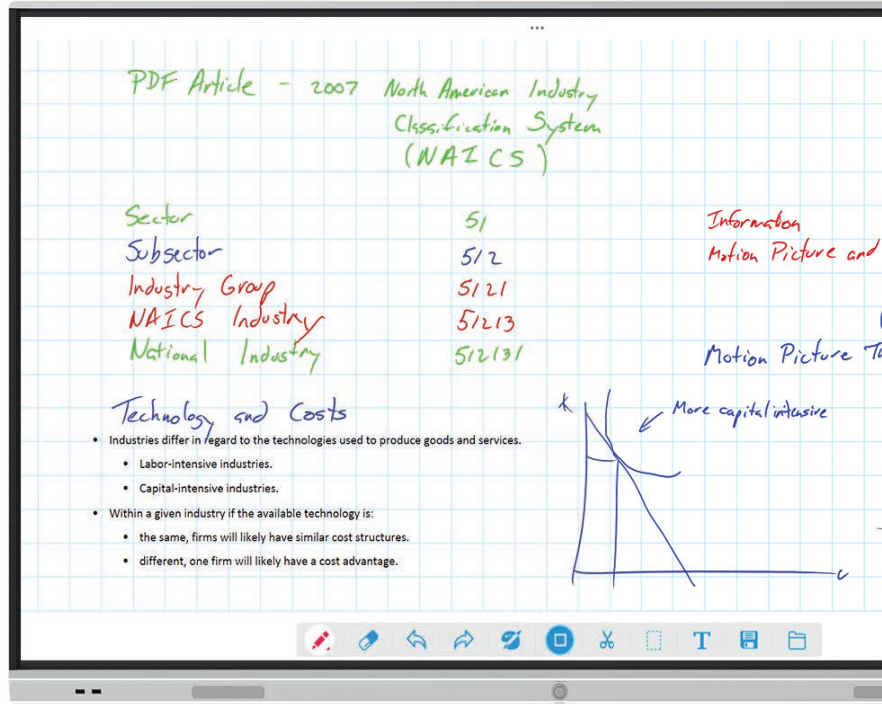 PDF Article - 2007 North American Industry
Classification System
(NAICS)
Sector 51 Information
Subsector 512 Motion Picture and
Industry Group 5121
NAICS Industry 51213
National Industry 512131 Motion Picture
Technology and Costs
• Industries differ in regard to the technologies used to produce goods and services.
• Labor-intensive industries.
• Capital-intensive industries.
• Within a given industry if the available technology is:
• the same, firms will likely have similar cost structures.
• different, one firm will likely have a cost advantage.
K
More capital intensive
T